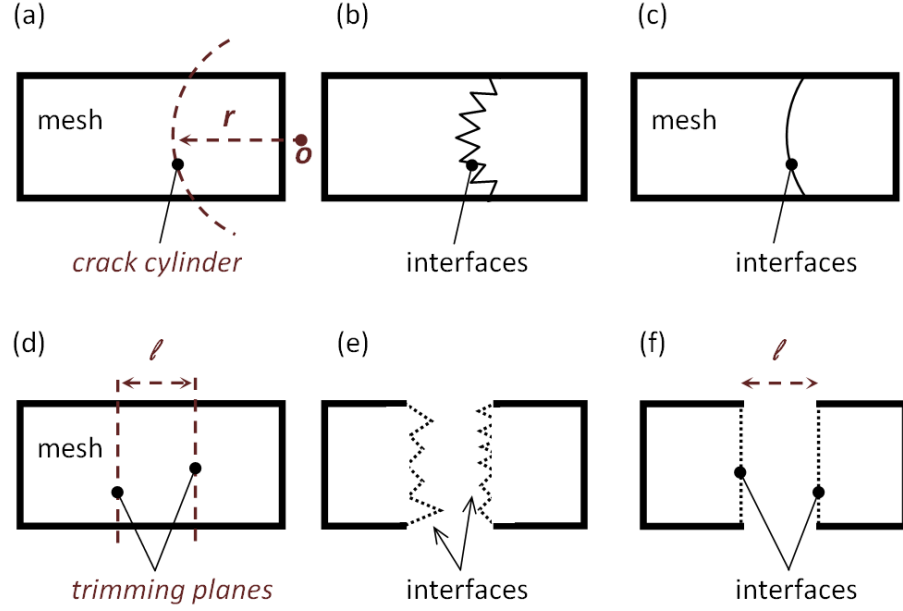 (a)
(b)
(c)
mesh
r
o
mesh
crack cylinder
interfaces
interfaces
(d)
(e)
(f)
ℓ
ℓ
mesh
trimming planes
interfaces
interfaces